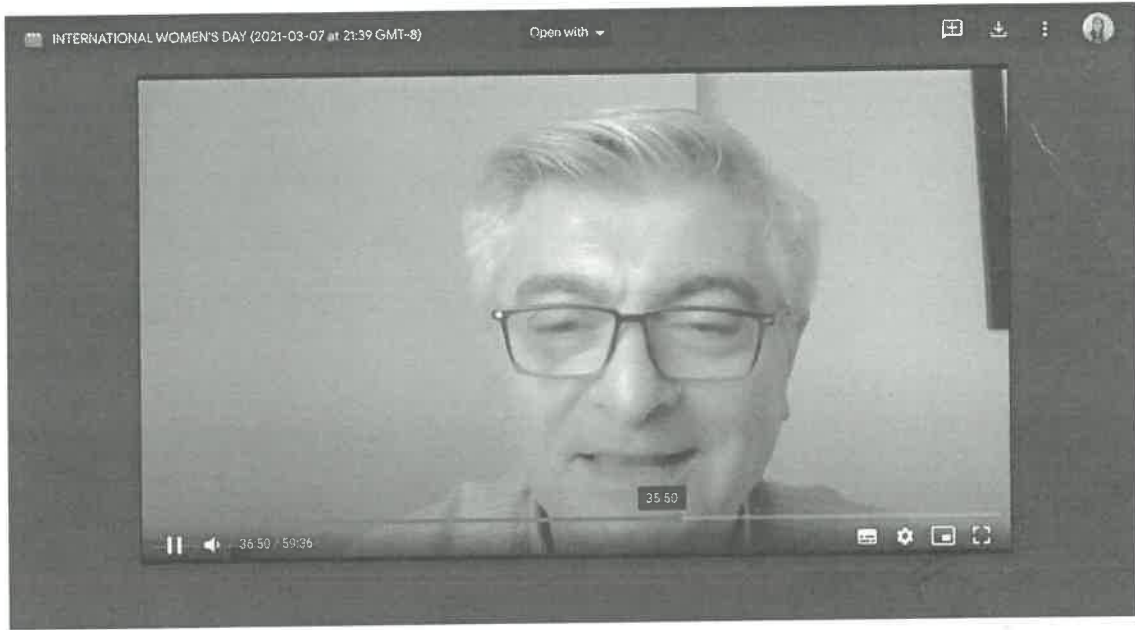 INTERNATIONAL WOMEN'S DAY (2021-03-07 at 21:39 GMT-8)
Open with
35:50
36:50 / 59:36